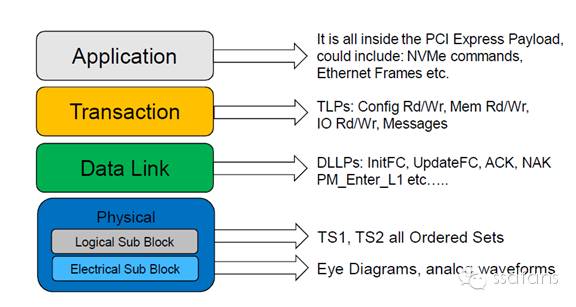 Application
It is all inside the PCI Express Payload,
could include: NVMe commands,
Ethernet Frames etc.
Transaction
TLPs: Config Rd/Wr, Mem Rd/Wr,
IO Rd/Wr, Messages
Data Link
DLLPs: InitFC, UpdateFC, ACK, NAK
PM_Enter_L1 etc…..
Physical
Logical Sub Block
TS1, TS2 all Ordered Sets
Electrical Sub Block
Eye Diagrams, analog waveforms
ssdfans